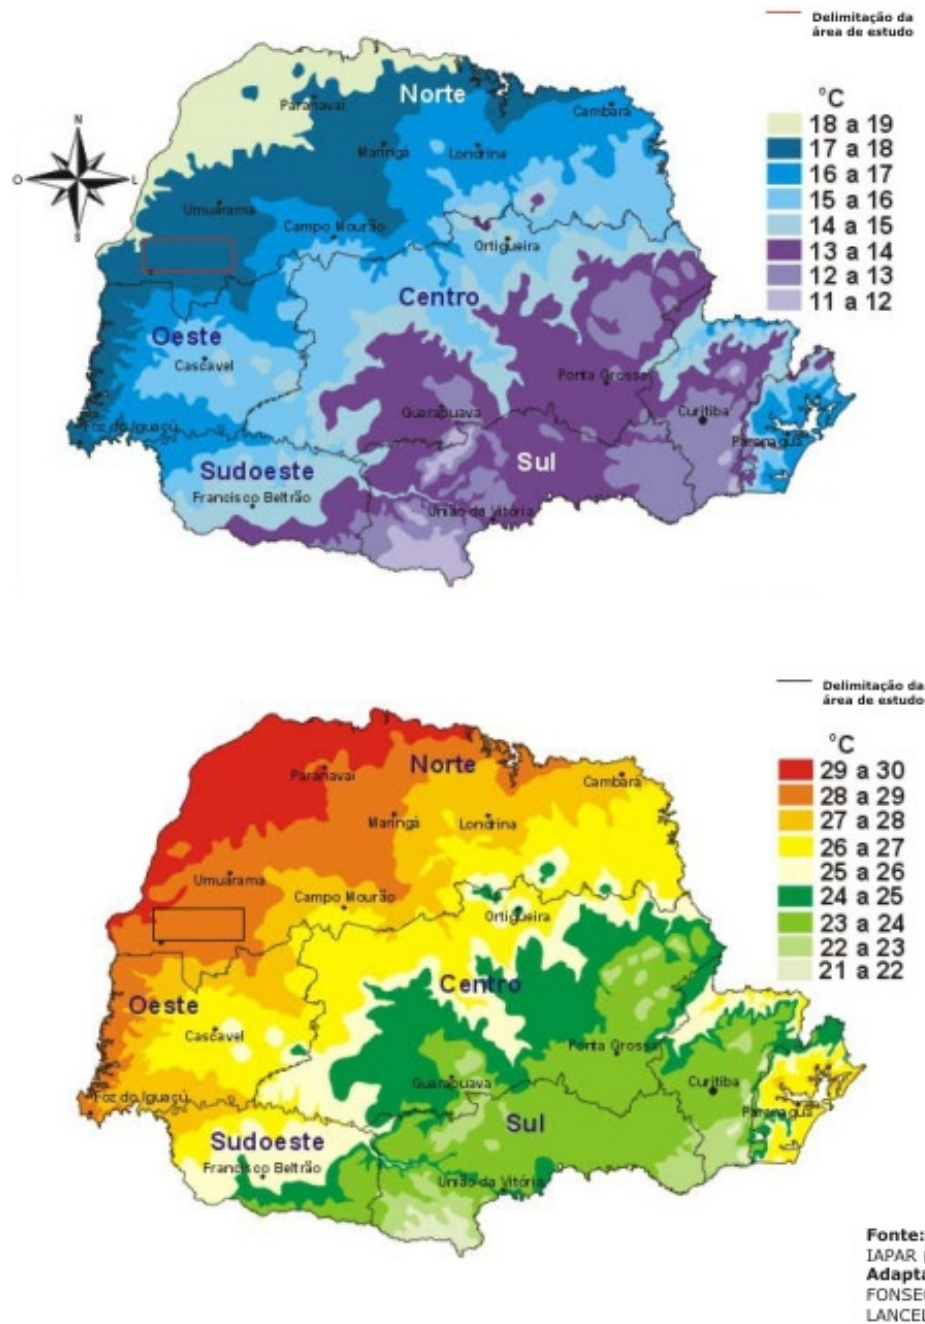 Delimitação da
área de estudo
°C
18 a 19
17 a 18
16 a 17
15 a 16
14 a 15
13 a 14
12 a 13
11 a 12
N
O
L
S
Norte
Paranavaí
Cambará
Maringá
Londrina
Umuarama
Campo Mourão
Ortigueira
Centro
Oeste
Cascavel
Ponta Grossa
Guarapuava
Curitiba
Foz do Iguaçú
Paranaguá
Sudoeste
Sul
Francisco Beltrão
União da Vitória
Delimitação da
área de estudo
°C
29 a 30
28 a 29
27 a 28
26 a 27
25 a 26
24 a 25
23 a 24
22 a 23
21 a 22
Norte
Paranavaí
Cambará
Maringá
Londrina
Umuarama
Campo Mourão
Ortigueira
Centro
Oeste
Cascavel
Ponta Grossa
Guarapuava
Curitiba
Foz do Iguaçú
Paranaguá
Sudoeste
Sul
Francisco Beltrão
União da Vitória
Fonte:
IAPAR
Adapta
FONSE
LANCEL